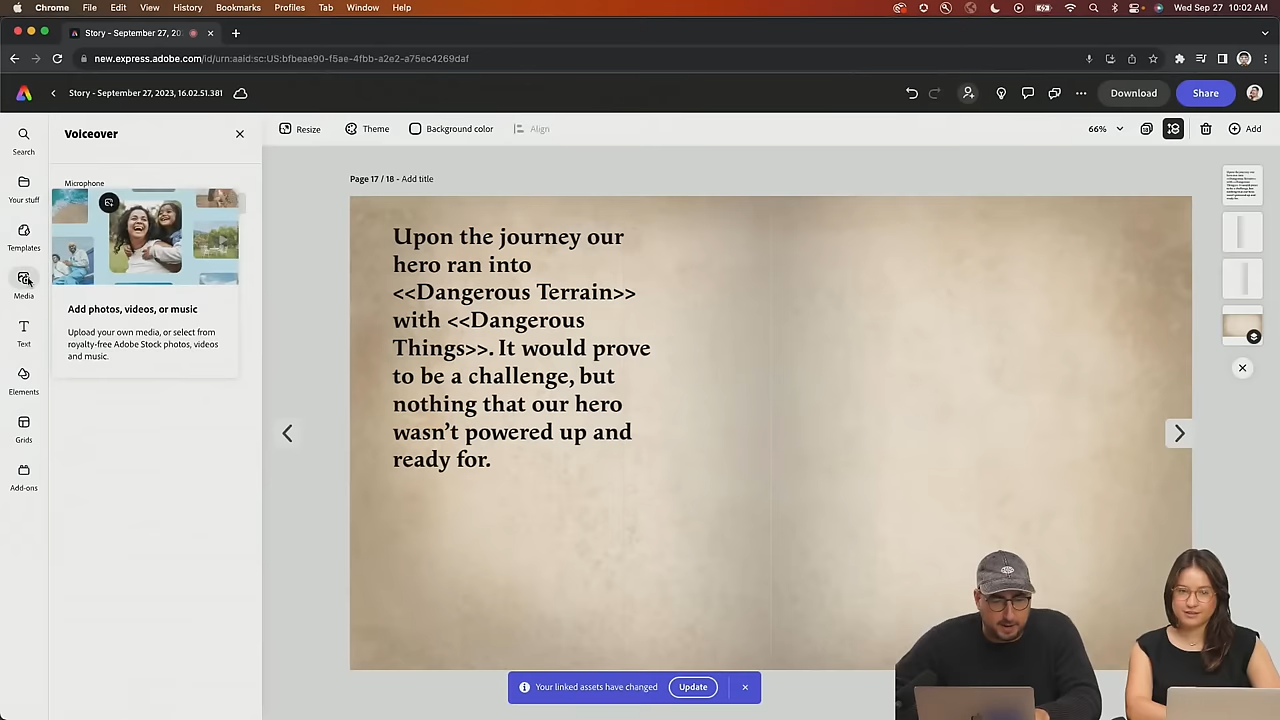 Chrome File Edit View History Bookmarks Profiles Tab Window Help Wed Sep 27 10:02 AM
Story - September 27, 20
new.express.adobe.com/id/urn:aaid:sc:US:bfbeae90-f5ae-4fbb-a2e2-a75ec4269daf
Story - September 27, 2023, 16.02.51.381 Download Share
Search
Your stuff
Templates
Media
Text
Elements
Grids
Add-ons
Voiceover
Microphone
Add photos, videos, or music
Upload your own media, or select from
royalty-free Adobe Stock photos, videos
and music.
Resize Theme Background color Align 66% Add
Page 17 / 18 - Add title
Upon the journey our
hero ran into
<<Dangerous Terrain>>
with <<Dangerous
Things>>. It would prove
to be a challenge, but
nothing that our hero
wasn’t powered up and
ready for.
Your linked assets have changed Update